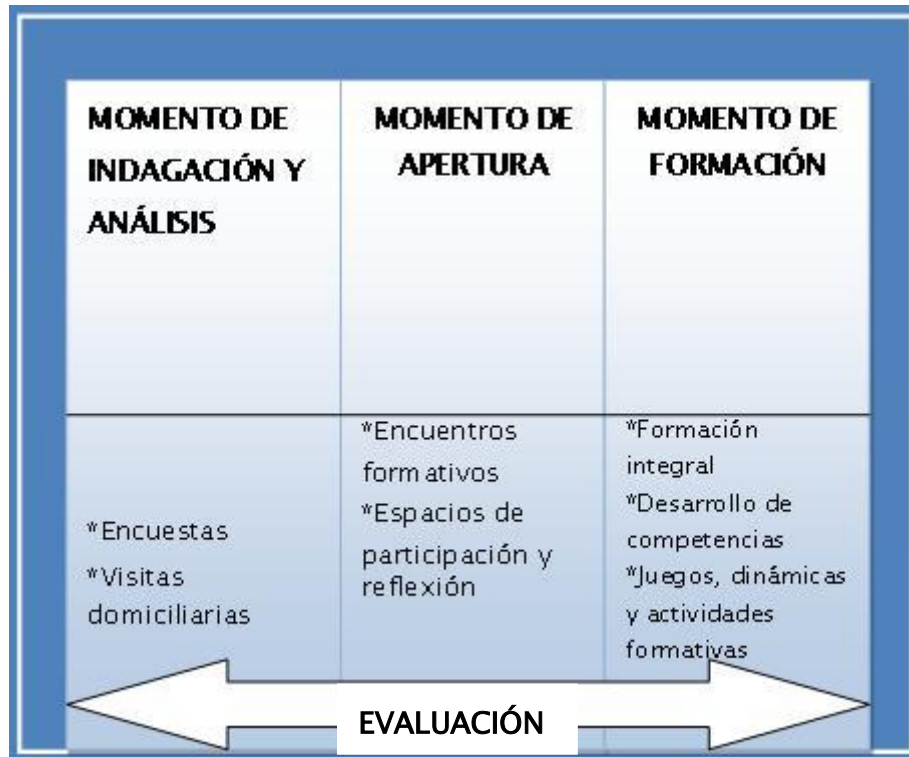 MOMENTO DE
INDAGACIÓN Y
ANÁLISIS
MOMENTO DE
APERTURA
MOMENTO DE
FORMACIÓN
*Encuestas
*Visitas
domiciliarias
*Encuentros
formativos
*Espacios de
participación y
reflexión
*Formación
integral
*Desarrollo de
competencias
*Juegos, dinámicas
y actividades
formativas
EVALUACIÓN